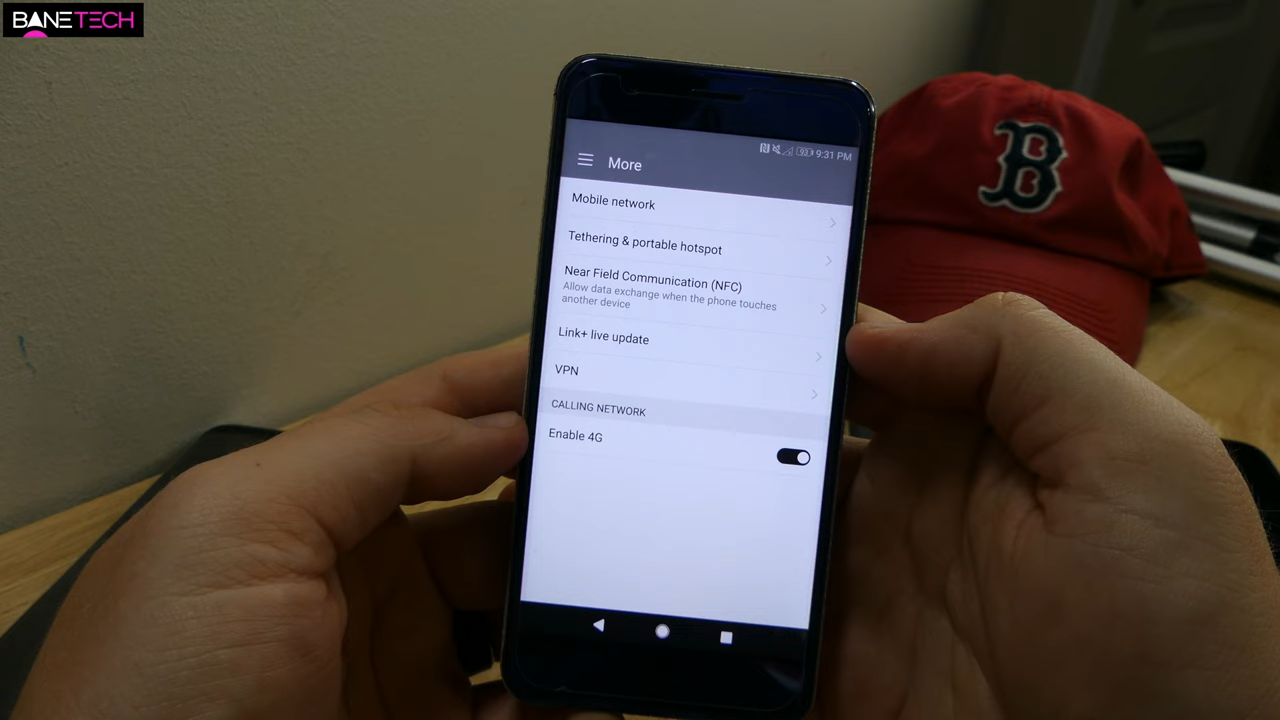 BANETECH
93 9:31 PM
More
Mobile network
Tethering & portable hotspot
Near Field Communication (NFC)
Allow data exchange when the phone touches
another device
Link+ live update
VPN
CALLING NETWORK
Enable 4G
B